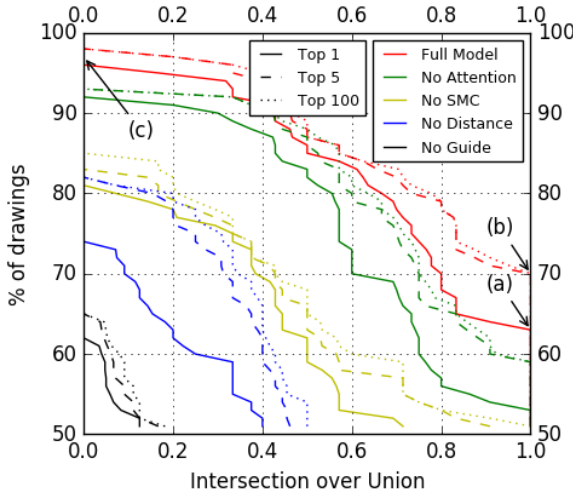 0.0 0.2 0.4 0.6 0.8 1.0
100 100
Top 1
Top 5
Top 100
Full Model
No Attention
No SMC
No Distance
No Guide
90 90
(c)
80 80
(b)
70 70
(a)
60 60
50 50
0.0 0.2 0.4 0.6 0.8 1.0
% of drawings
Intersection over Union